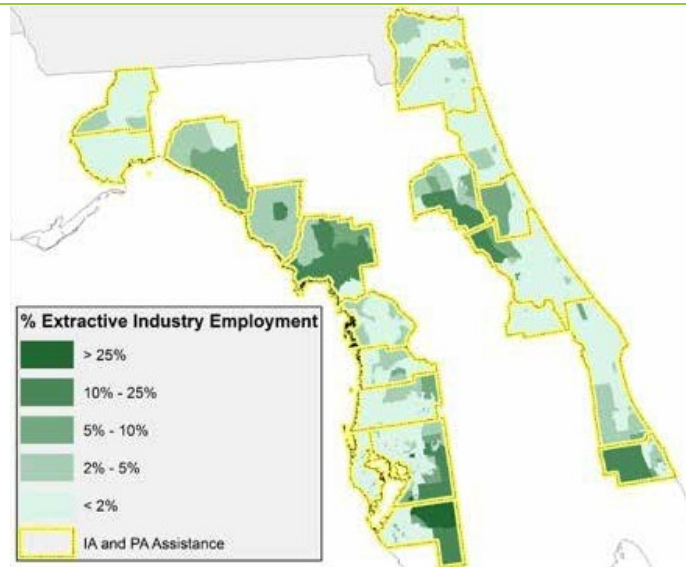 % Extractive Industry Employment
> 25%
10% - 25%
5% - 10%
2% - 5%
< 2%
IA and PA Assistance